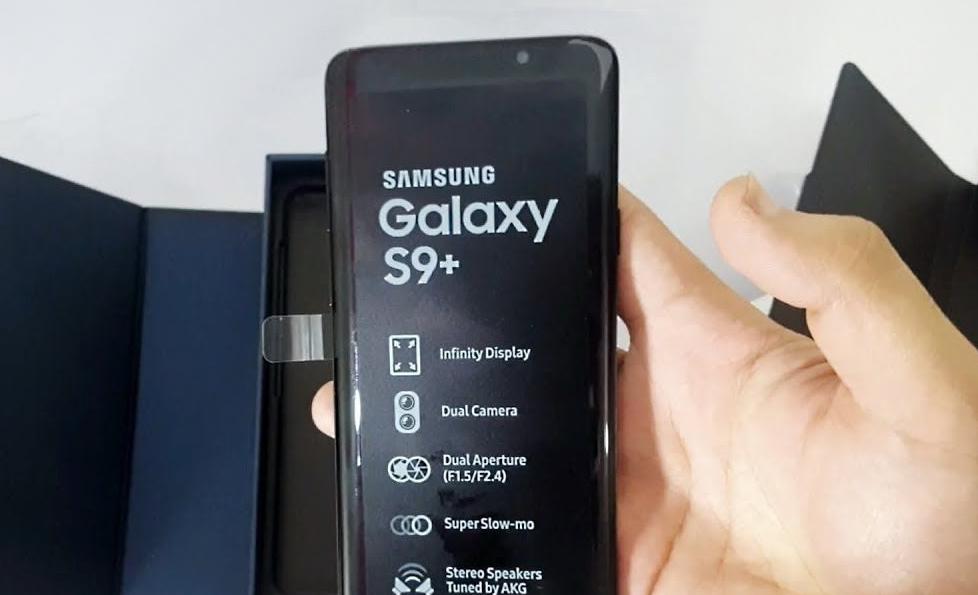 SAMSUNG
Galaxy
S9+
Infinity Display
Dual Camera
Dual Aperture
(F1.5/F2.4)
Super Slow-mo
Stereo Speakers
Tuned by AKG